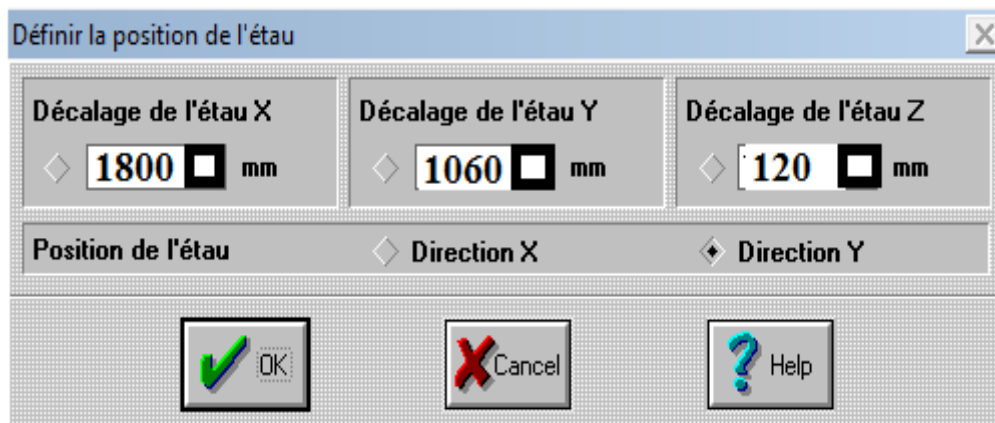 Définir la position de l'étau
Décalage de l'étau X
Décalage de l'étau Y
Décalage de l'étau Z
1800 mm
1060 mm
120 mm
Position de l'étau
Direction X
Direction Y
OK
Cancel
Help